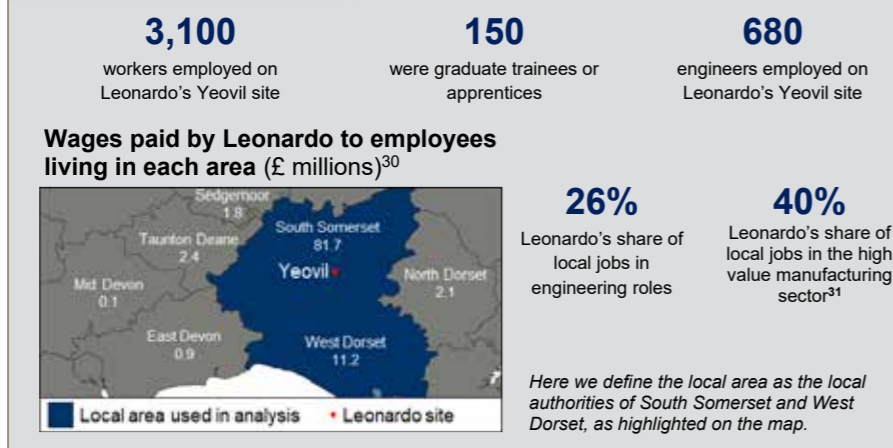 3,100
workers employed on
Leonardo's Yeovil site
150
were graduate trainees or
apprentices
680
engineers employed on
Leonardo's Yeovil site
Wages paid by Leonardo to employees
living in each area (£ millions)30
Sedgemoor
1.8
Taunton Deane
2.4
South Somerset
81.7
Yeovil
North Dorset
2.1
Mid Devon
0.1
East Devon
0.9
West Dorset
11.2
Local area used in analysis
Leonardo site
26%
Leonardo's share of
local jobs in
engineering roles
40%
Leonardo's share of
local jobs in the high
value manufacturing
sector31
Here we define the local area as the local
authorities of South Somerset and West
Dorset, as highlighted on the map.